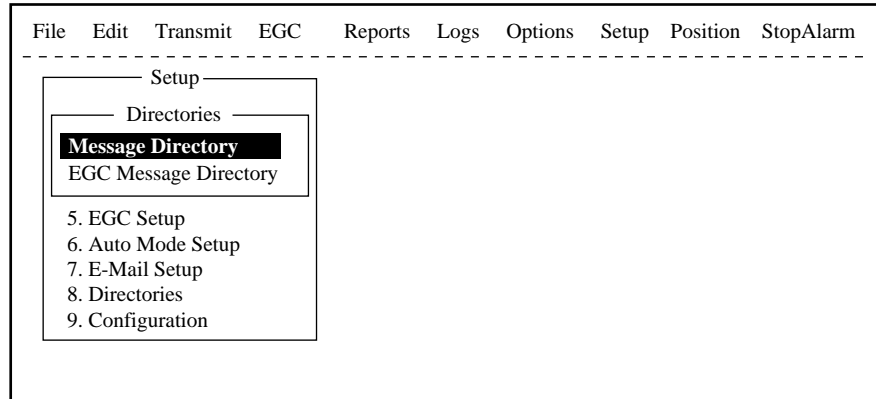 File Edit Transmit EGC Reports Logs Options Setup Position StopAlarm
Setup
Directories
Message Directory
EGC Message Directory
5. EGC Setup
6. Auto Mode Setup
7. E-Mail Setup
8. Directories
9. Configuration